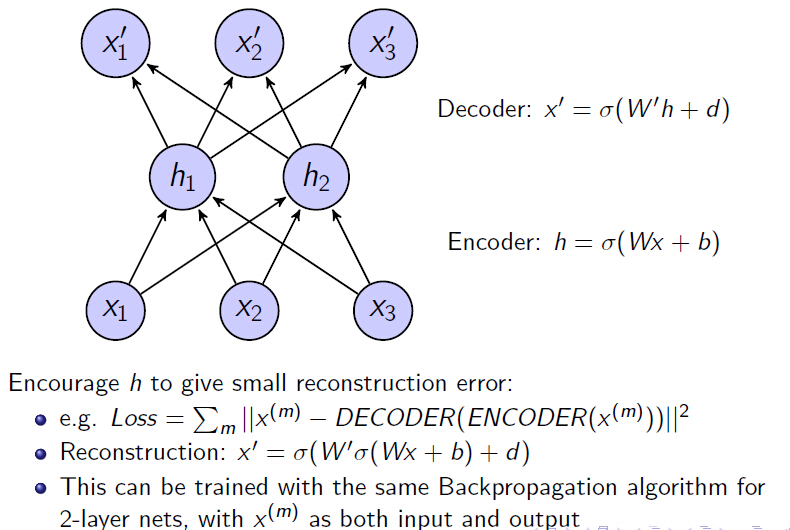 x′₁ x′₂ x′₃
Decoder: x′ = σ(W′h + d)
h₁ h₂
Encoder: h = σ(Wx + b)
x₁ x₂ x₃
Encourage h to give small reconstruction error:
e.g. Loss = ∑ₘ ||x⁽ᵐ⁾ − DECODER(ENCODER(x⁽ᵐ⁾))||²
Reconstruction: x′ = σ(W′σ(Wx + b) + d)
This can be trained with the same Backpropagation algorithm for
2-layer nets, with x⁽ᵐ⁾ as both input and output